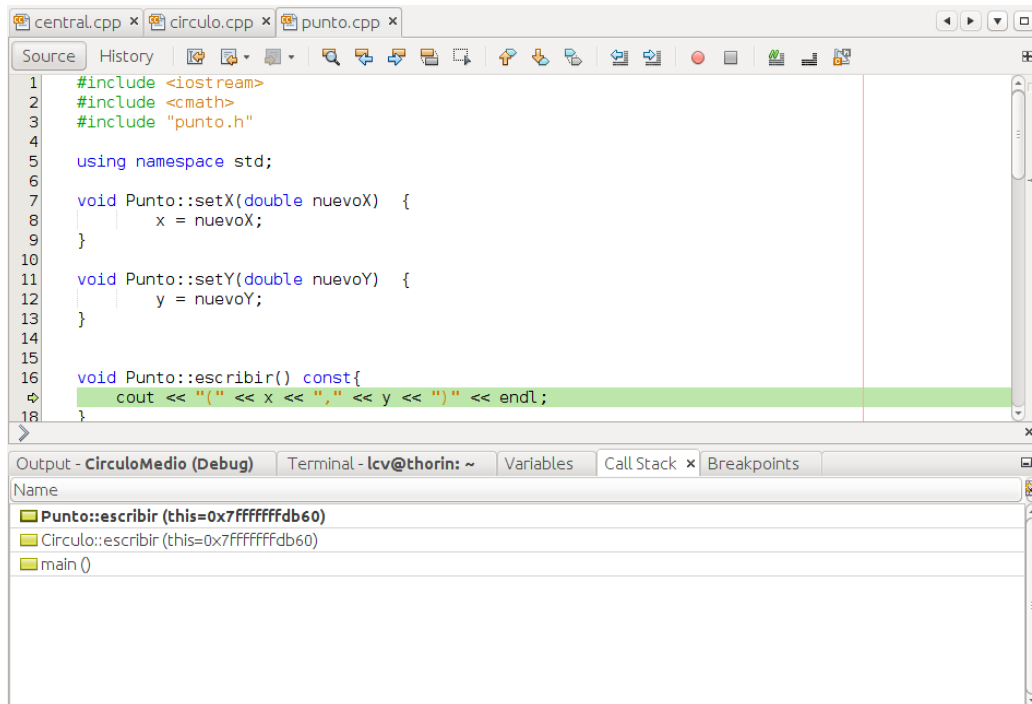 central.cpp × circulo.cpp × punto.cpp ×
Source History
1 #include <iostream>
2 #include <cmath>
3 #include "punto.h"
4
5 using namespace std;
6
7 void Punto::setX(double nuevoX)  {
8 x = nuevoX;
9 }
10
11 void Punto::setY(double nuevoY)  {
12 y = nuevoY;
13 }
14
15
16 void Punto::escribir() const{
cout << "(" << x << "," << y << ")" << endl;
18 }
Output - CirculoMedio (Debug) Terminal - lcv@thorin: ~ Variables Call Stack × Breakpoints
Name
Punto::escribir (this=0x7fffffffdb60)
Circulo::escribir (this=0x7fffffffdb60)
main ()